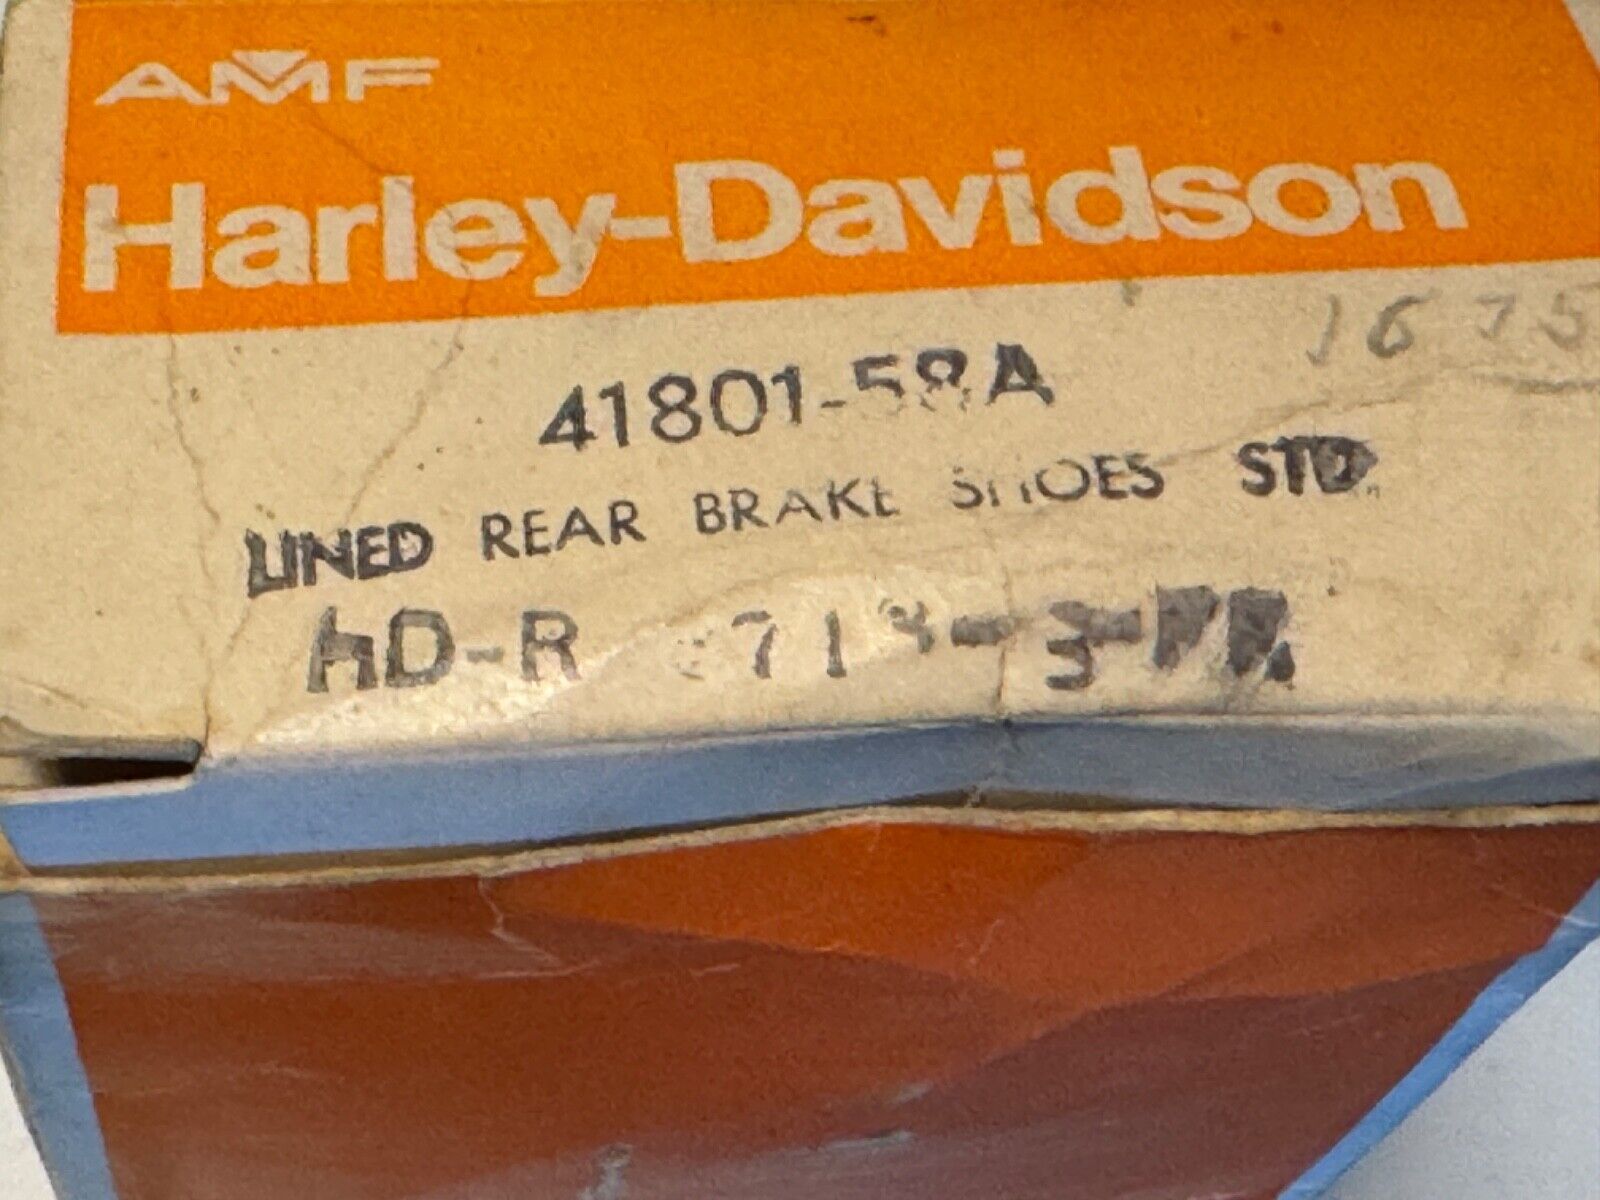 AMF
Harley-Davidson
1675
41801-58A
LINED REAR BRAKE SHOES STD.
HD-R